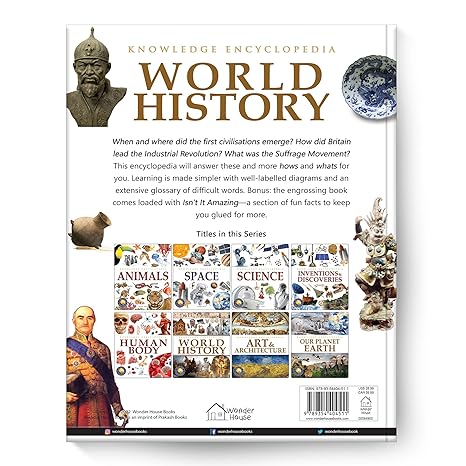 KNOWLEDGE ENCYCLOPEDIA
WORLD
HISTORY
When and where did the first civilisations emerge? How did Britain
lead the Industrial Revolution? What was the Suffrage Movement?
This encyclopedia will answer these and more hows and whats for
you. Learning is made simpler with well-labelled diagrams and an
extensive glossary of difficult words. Bonus: the engrossing book
comes loaded with Isn't It Amazing—a section of fun facts to keep
you glued for more.
Titles in this Series
ANIMALS
SPACE
SCIENCE
INVENTIONS &
DISCOVERIES
HUMAN
BODY
WORLD
HISTORY
ART &
ARCHITECTURE
OUR PLANET
EARTH
Wonder House Books
an imprint of Prakash Books
Wonder
House
9789354404511
Wonder
House
wonderhousebooks
wonderhousebooks
wonderhousebooks